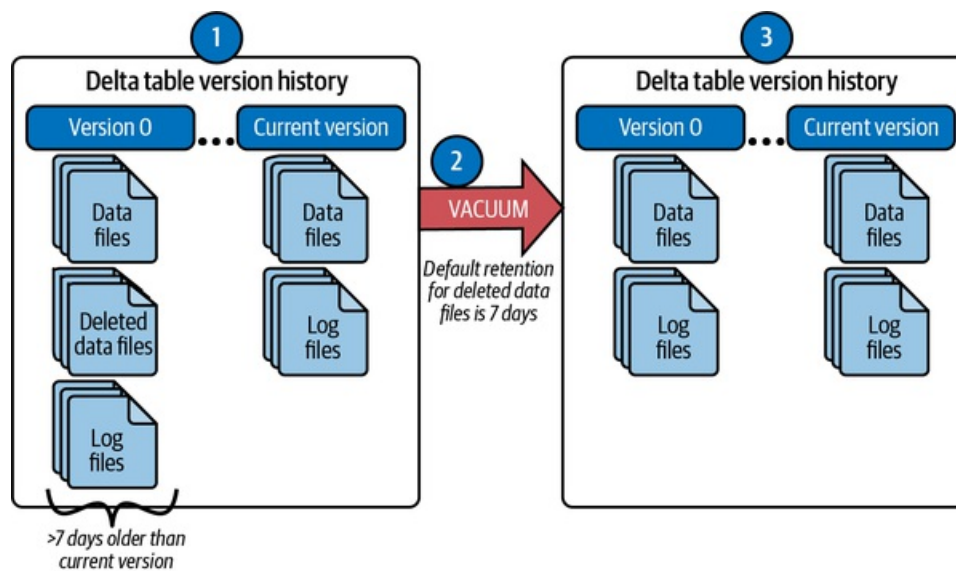 1
Delta table version history
Version 0
...
Current version
Data
files
Deleted
data files
Log
files
Data
files
Log
files
>7 days older than
current version
2
VACUUM
Default retention
for deleted data
files is 7 days
3
Delta table version history
Version 0
...
Current version
Data
files
Log
files
Data
files
Log
files